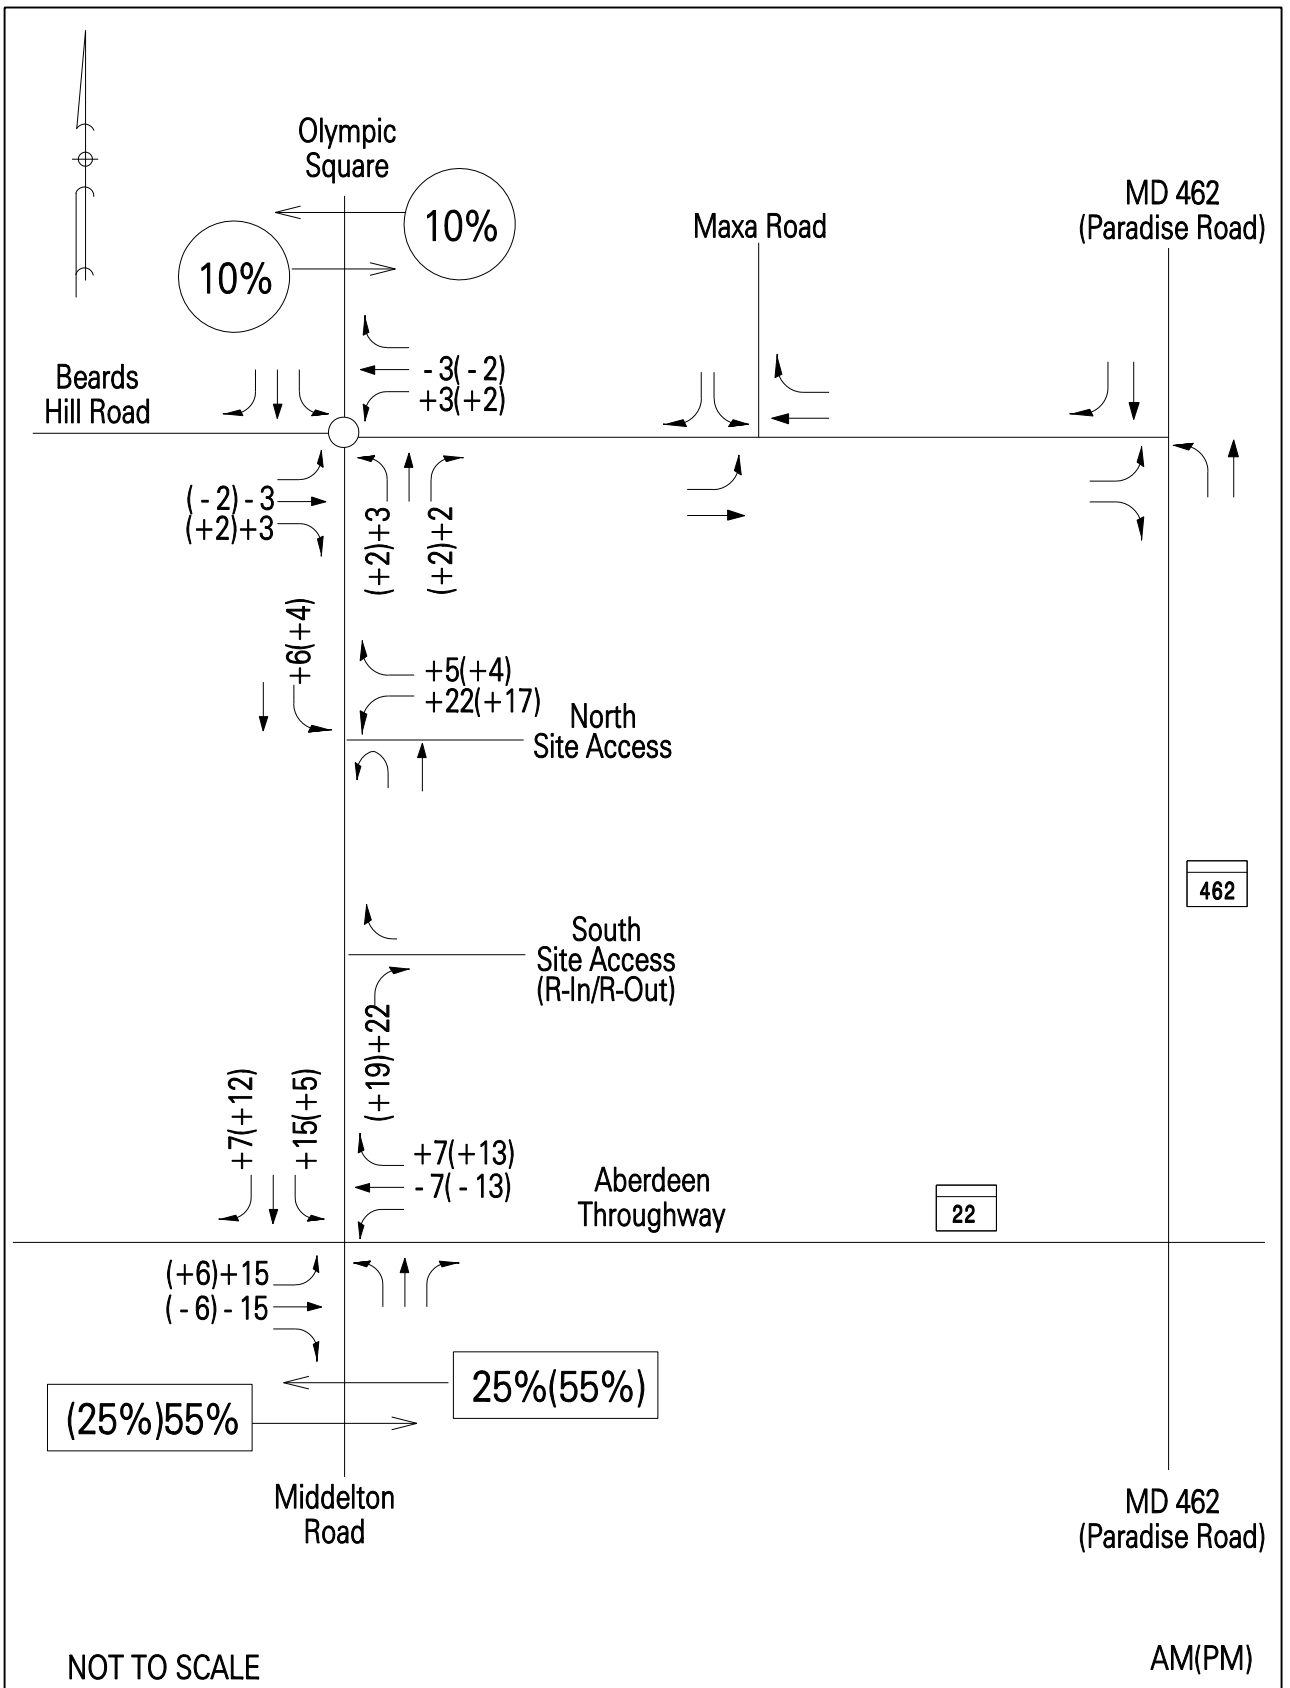 Olympic
Square
10%
10%
MD 462
(Paradise Road)
Maxa Road
Beards
Hill Road
- 3( - 2)
+3(+2)
( - 2) - 3
(+2)+3
(+2)+3
(+2)+2
+6(+4)
+5(+4)
+22(+17)
North
Site Access
462
South
Site Access
(R-In/R-Out)
(+19)+22
+7(+12)
+15(+5)
+7(+13)
- 7( - 13)
Aberdeen
Throughway
22
(+6)+15
( - 6) - 15
25%(55%)
(25%)55%
Middelton
Road
MD 462
(Paradise Road)
NOT TO SCALE
AM(PM)